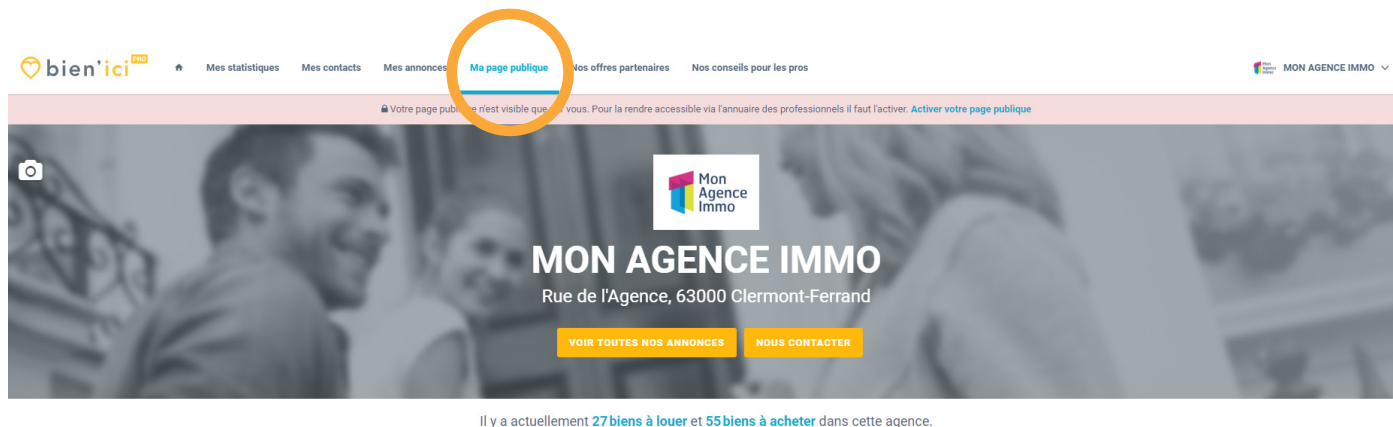 bien'ici PRO
Mes statistiques Mes contacts Mes annonces Ma page publique Nos offres partenaires Nos conseils pour les pros
Mon Agence Immo MON AGENCE IMMO
Votre page publique n'est visible que par vous. Pour la rendre accessible via l'annuaire des professionnels il faut l'activer. Activer votre page publique
Mon
Agence
Immo
MON AGENCE IMMO
Rue de l'Agence, 63000 Clermont-Ferrand
VOIR TOUTES NOS ANNONCES NOUS CONTACTER
Il y a actuellement 27 biens à louer et 55 biens à acheter dans cette agence.